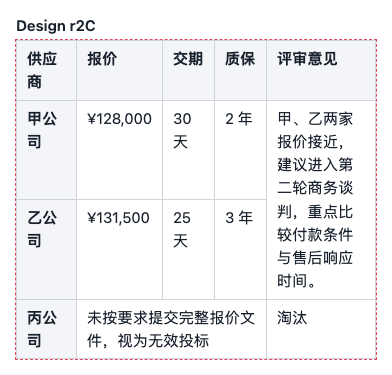 Design r2C
供应
商
报价
交期
质保
评审意见
甲公
司
¥128,000
30
天
2 年
甲、乙两家
报价接近，
建议进入第
二轮商务谈
判，重点比
较付款条件
与售后响应
时间。
乙公
司
¥131,500
25
天
3 年
丙公
司
未按要求提交完整报价文
件，视为无效投标
淘汰